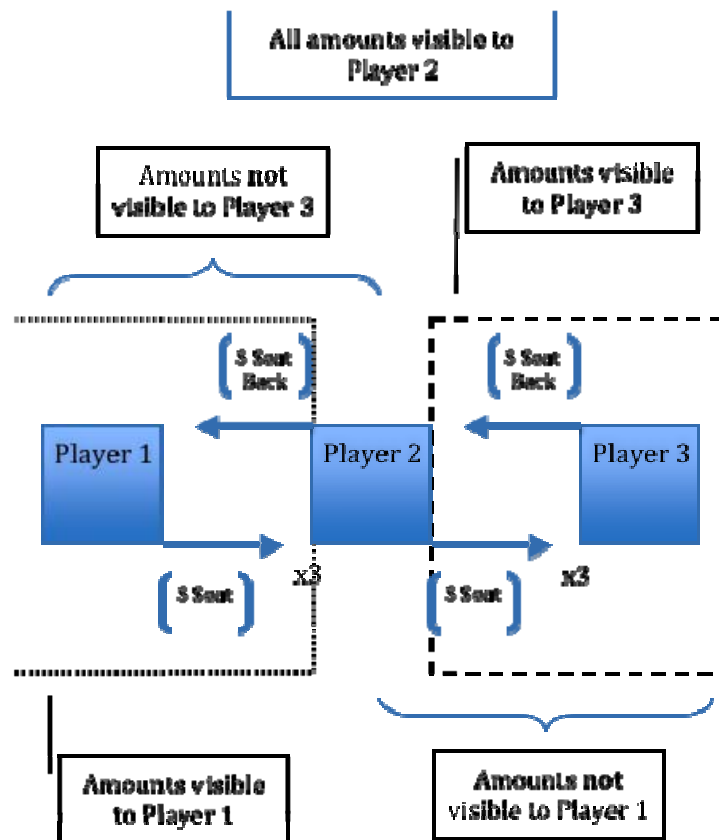 All amounts visible to
Player 2
Amounts not
visible to Player 3
Amounts visible
to Player 3
$ Sent
Back
$ Sent
Back
Player 1
Player 2
Player 3
x3
x3
$ Sent
$ Sent
Amounts visible
to Player 1
Amounts not
visible to Player 1